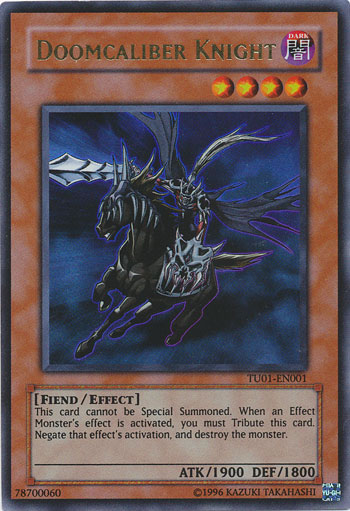 DOOMCALIBER KNIGHT
DARK
闇
TU01-EN001
[FIEND / EFFECT]
This card cannot be Special Summoned. When an Effect
Monster's effect is activated, you must Tribute this card.
Negate that effect's activation, and destroy the monster.
ATK/1900 DEF/1800
78700060
©1996 KAZUKI TAKAHASHI